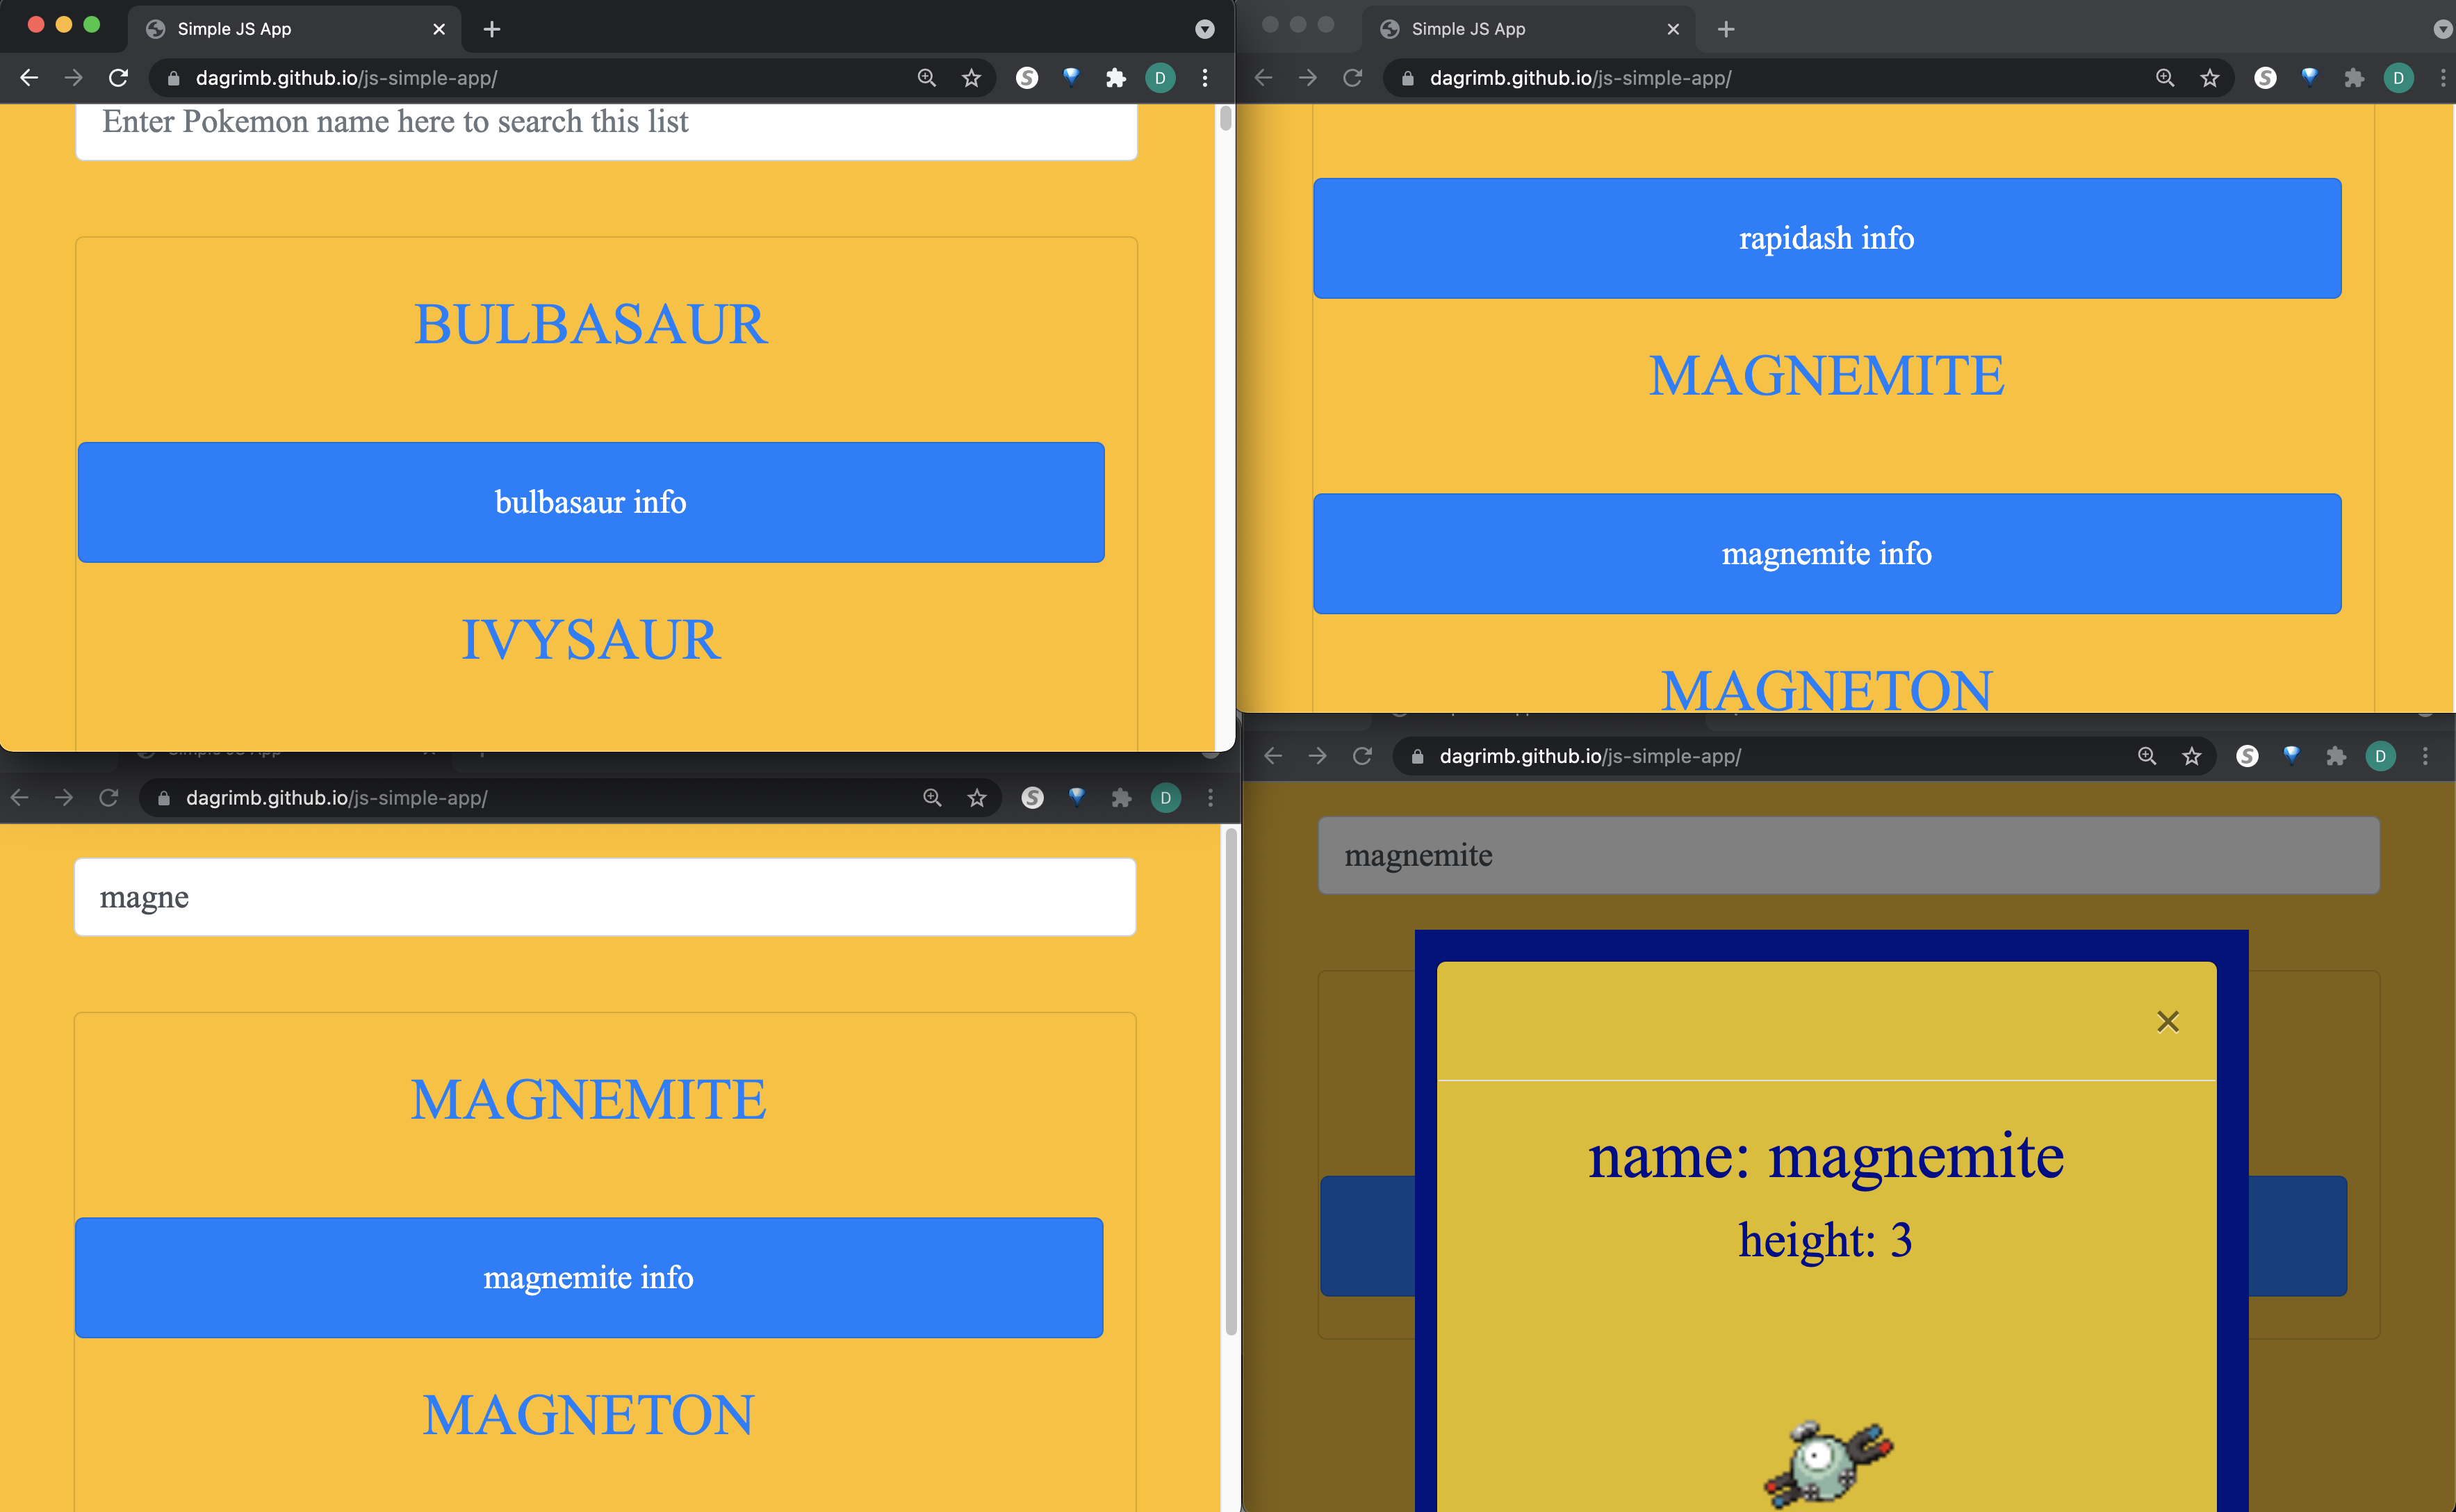 Simple JS App
dagrimb.github.io/js-simple-app/
S
D
Enter Pokemon name here to search this list
BULBASAUR
bulbasaur info
IVYSAUR
Simple JS App
dagrimb.github.io/js-simple-app/
S
D
rapidash info
MAGNEMITE
magnemite info
MAGNETON
Simple JS App
dagrimb.github.io/js-simple-app/
S
D
magne
MAGNEMITE
magnemite info
MAGNETON
dagrimb.github.io/js-simple-app/
S
D
magnemite
name: magnemite
height: 3